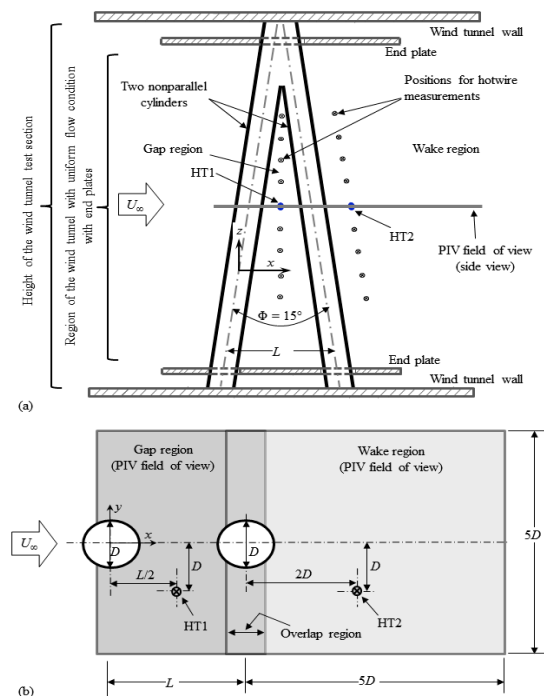 Wind tunnel wall
End plate
Two nonparallel
cylinders
Positions for hotwire
measurements
Gap region
Wake region
HT1
HT2
U∞
z
x
PIV field of view
(side view)
Φ = 15°
L
End plate
Wind tunnel wall
Height of the wind tunnel test section
Region of the wind tunnel with uniform flow condition
with end plates
(a)
Gap region
(PIV field of view)
Wake region
(PIV field of view)
U∞
y
x
D
D
L/2
D
2D
D
HT1
HT2
Overlap region
5D
L
5D
(b)